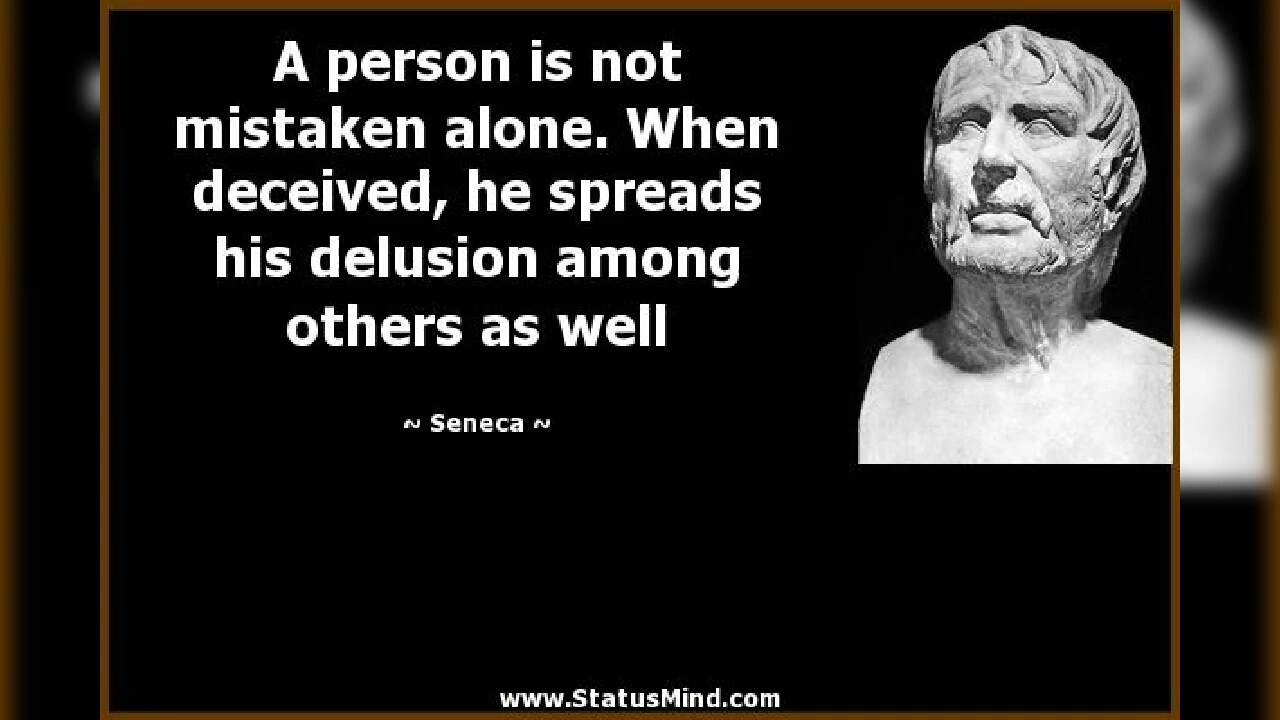 A person is not
mistaken alone. When
deceived, he spreads
his delusion among
others as well
~ Seneca ~
www.StatusMind.com